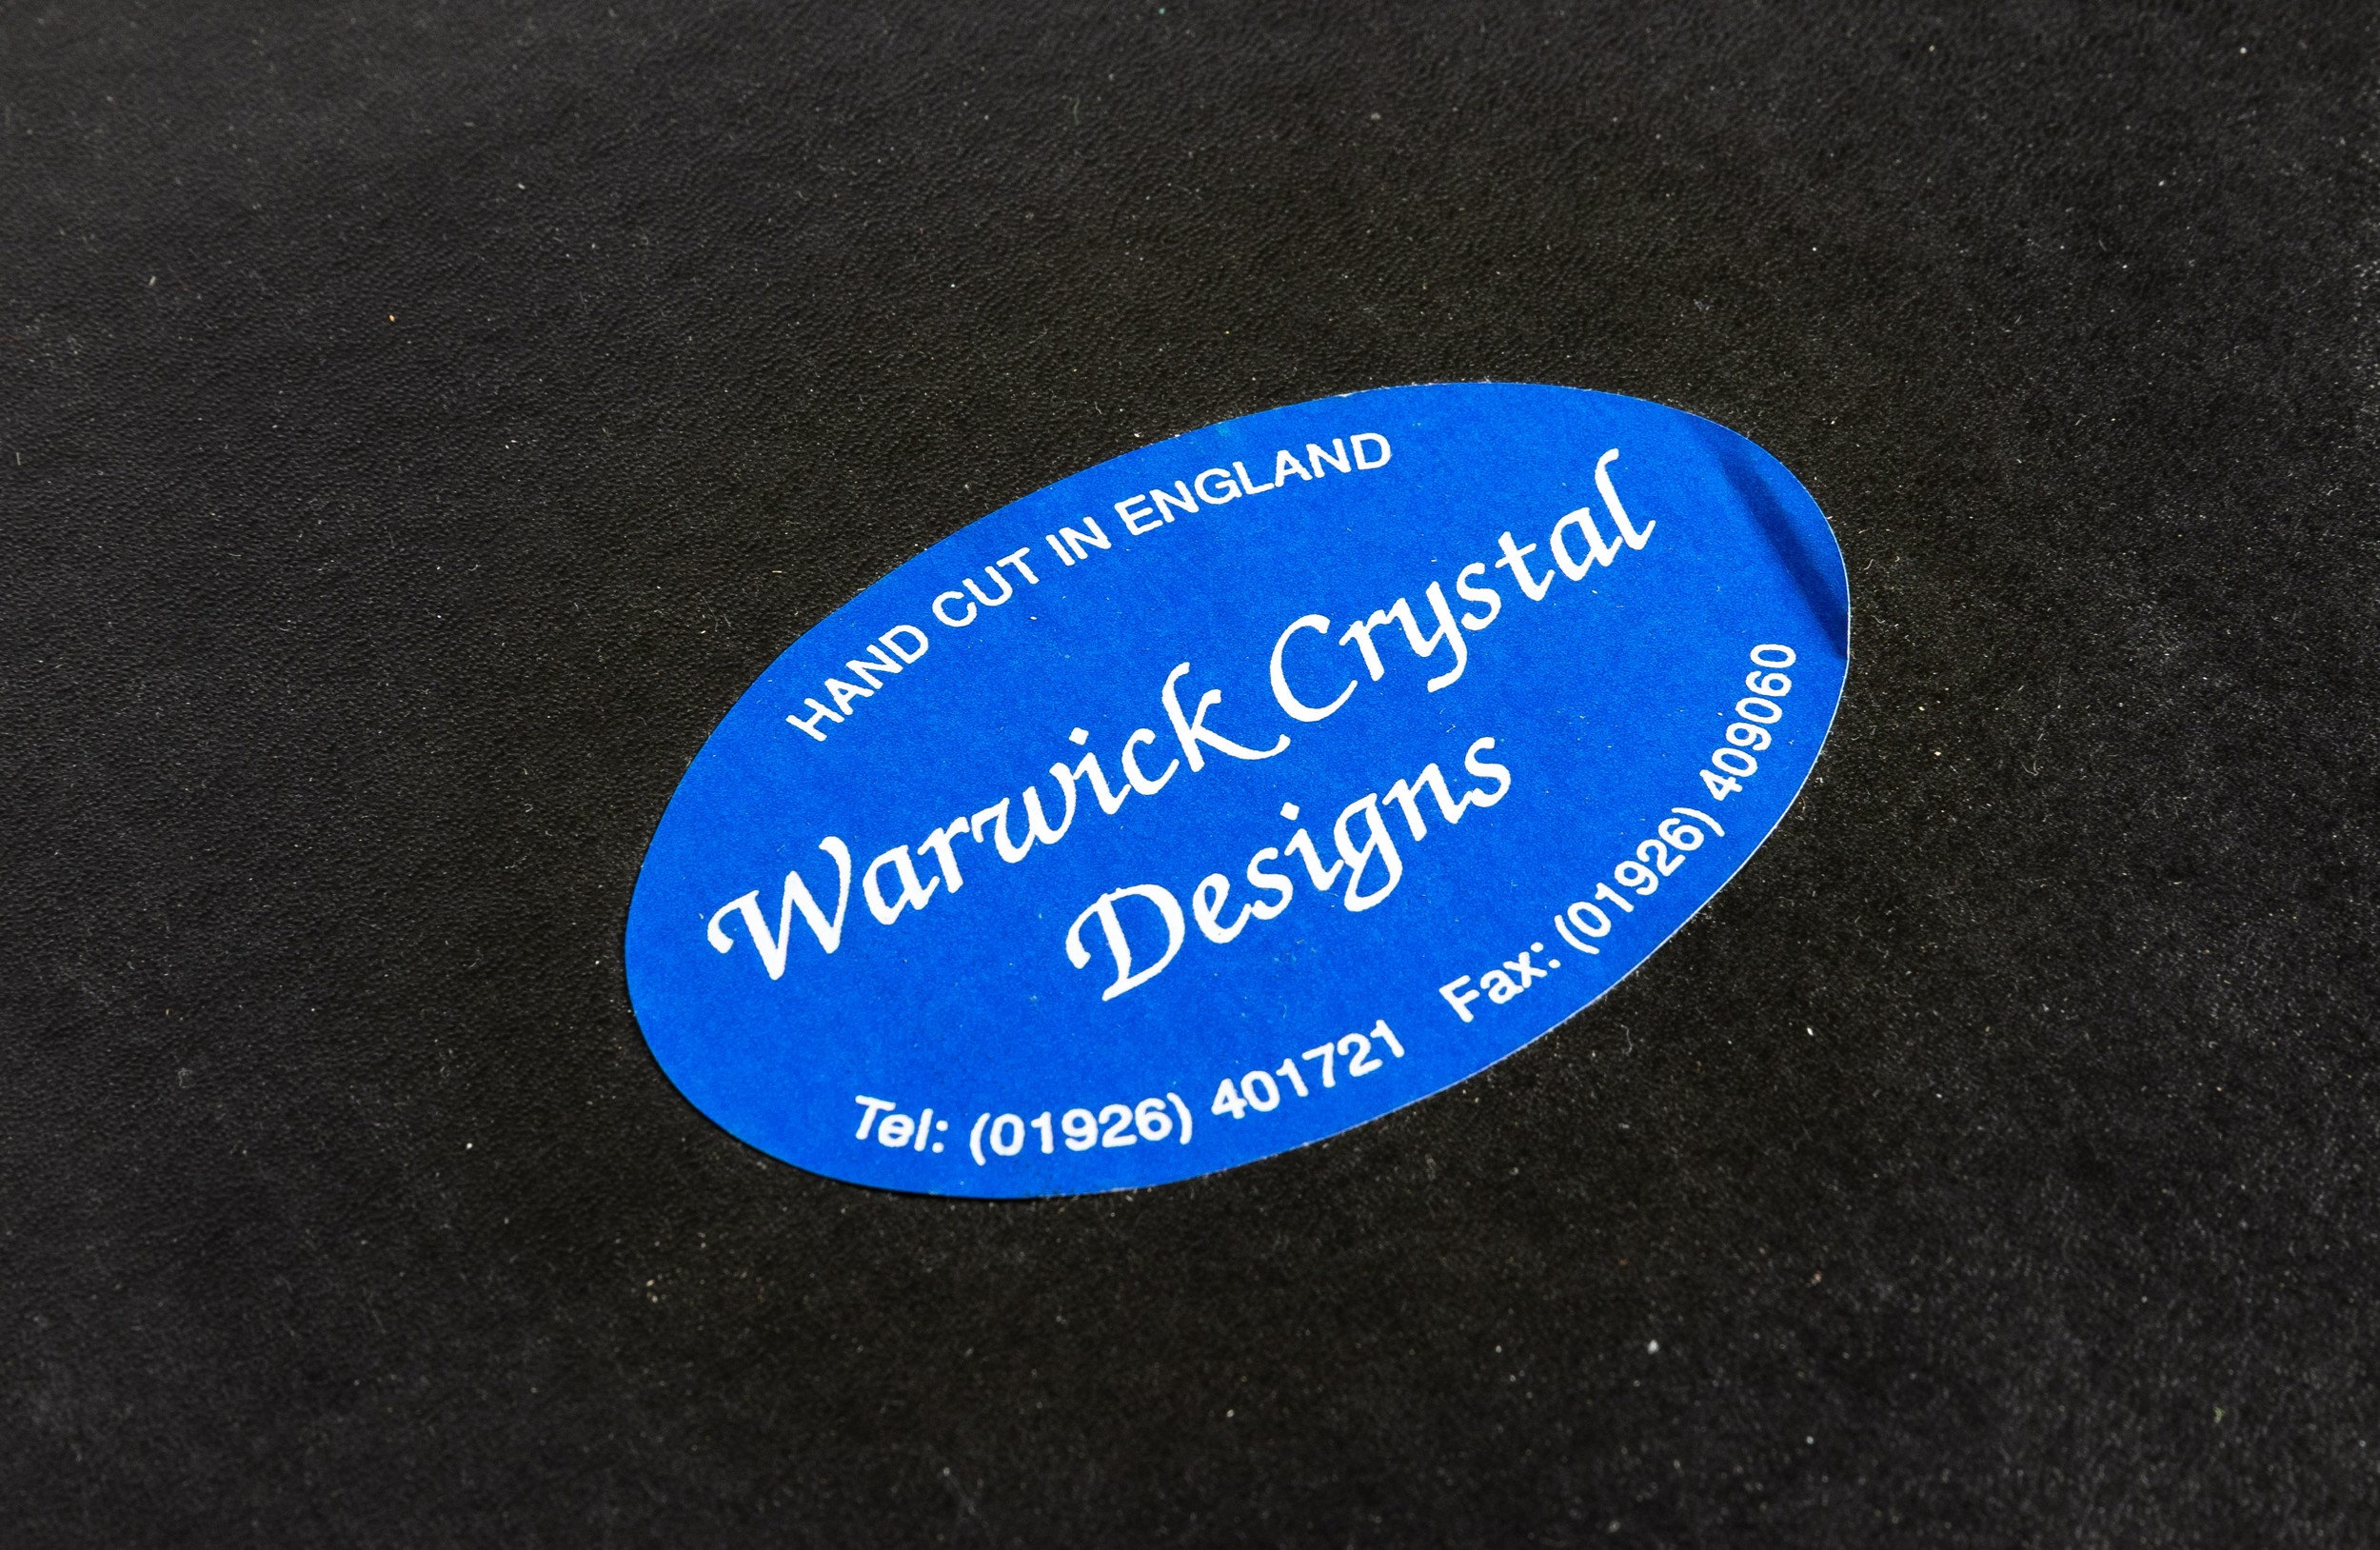 HAND CUT IN ENGLAND
Warwick Crystal
Designs
Tel: (01926) 401721 Fax: (01926) 409060